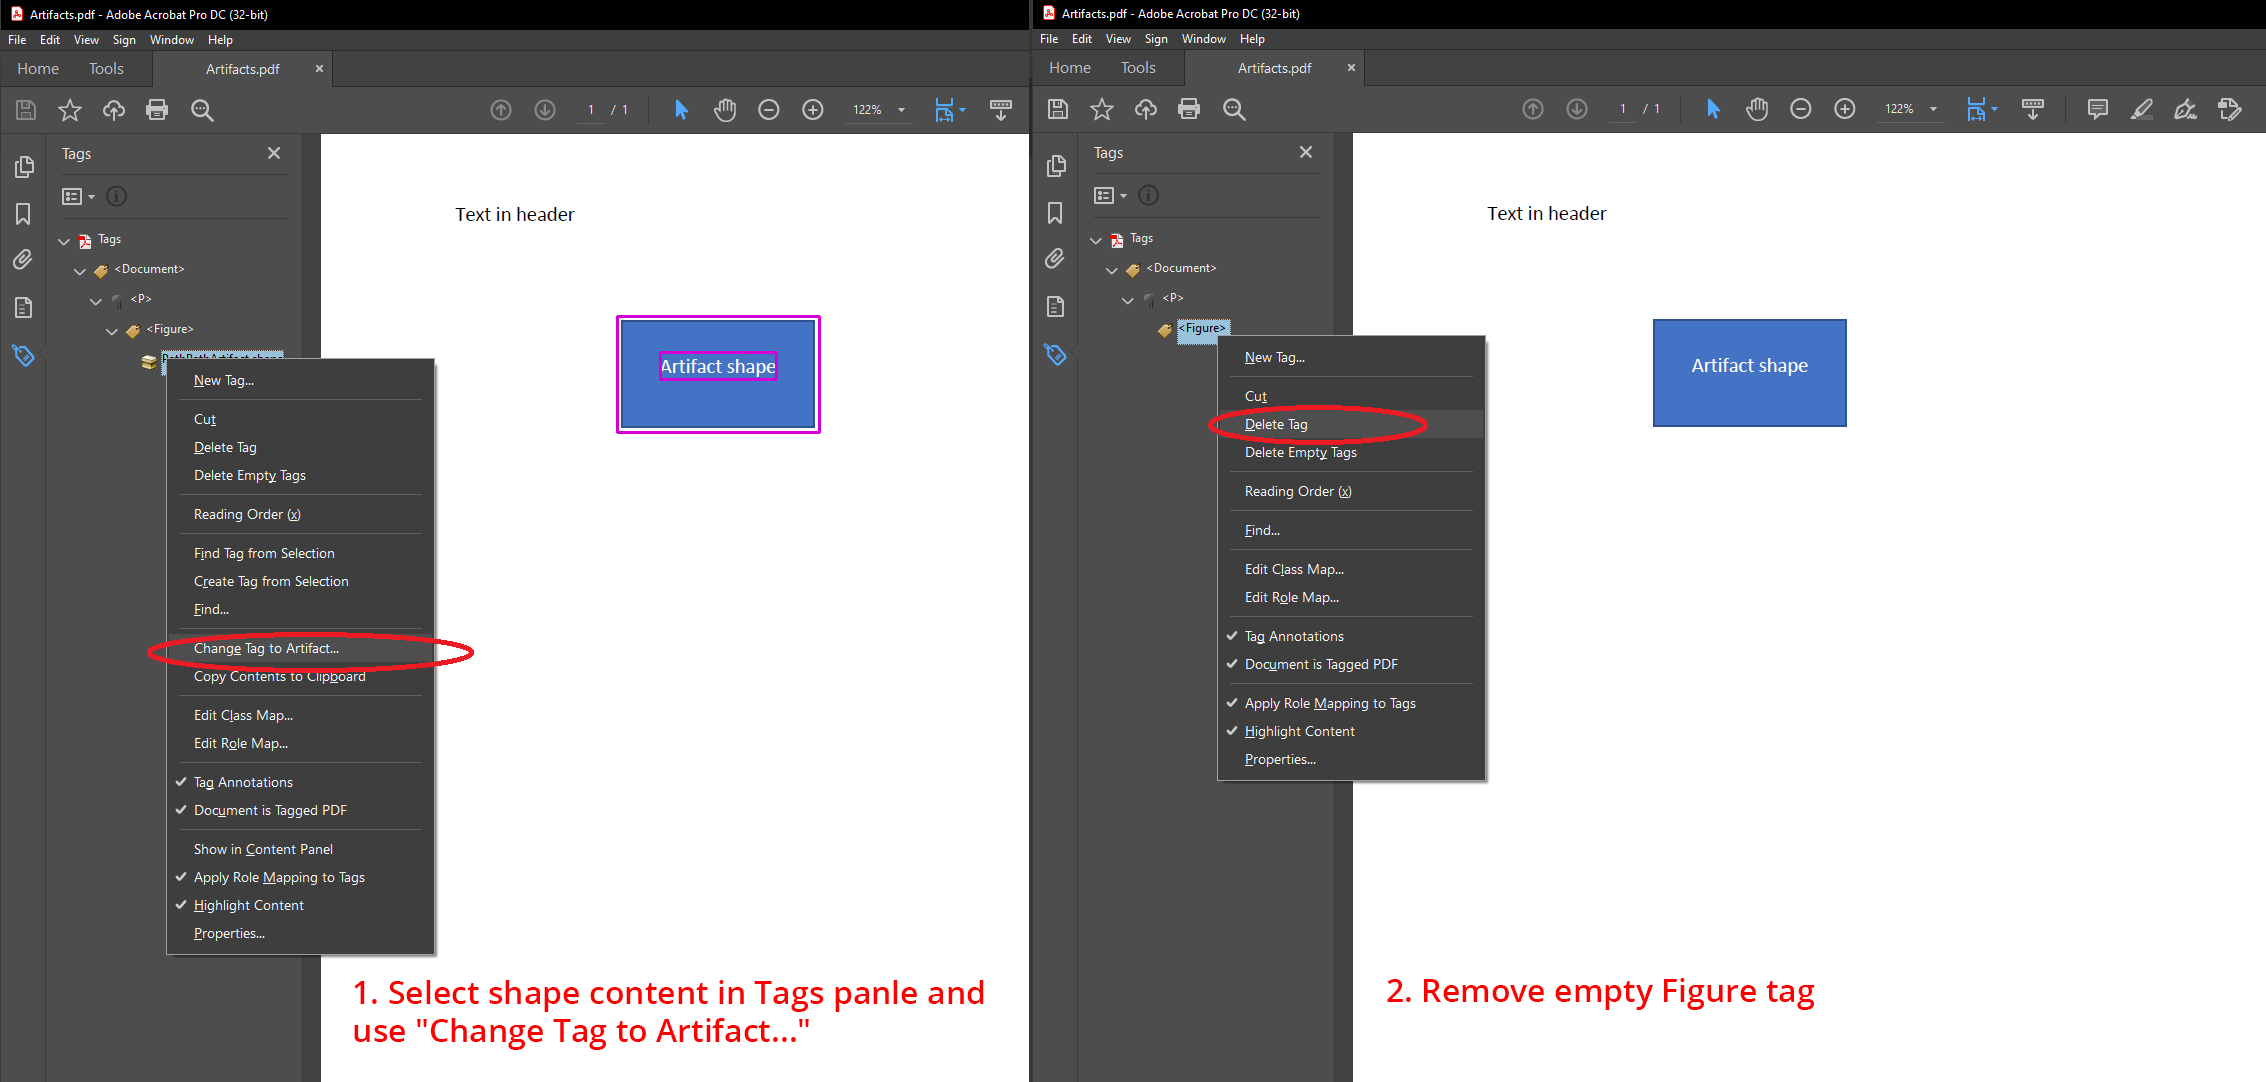 Artifacts.pdf - Adobe Acrobat Pro DC (32-bit)
File Edit View Sign Window Help
Home Tools Artifacts.pdf ×
1 / 1 122%
Tags
Tags
<Document>
<P>
<Figure>
PathPathArtifact shape
New Tag...
Cut
Delete Tag
Delete Empty Tags
Reading Order (x)
Find Tag from Selection
Create Tag from Selection
Find...
Change Tag to Artifact...
Copy Contents to Clipboard
Edit Class Map...
Edit Role Map...
Tag Annotations
Document is Tagged PDF
Show in Content Panel
Apply Role Mapping to Tags
Highlight Content
Properties...
Text in header
Artifact shape
1. Select shape content in Tags panle and
use "Change Tag to Artifact..."
Artifacts.pdf - Adobe Acrobat Pro DC (32-bit)
File Edit View Sign Window Help
Home Tools Artifacts.pdf ×
1 / 1 122%
Tags
Tags
<Document>
<P>
<Figure>
New Tag...
Cut
Delete Tag
Delete Empty Tags
Reading Order (x)
Find...
Edit Class Map...
Edit Role Map...
Tag Annotations
Document is Tagged PDF
Apply Role Mapping to Tags
Highlight Content
Properties...
Text in header
Artifact shape
2. Remove empty Figure tag